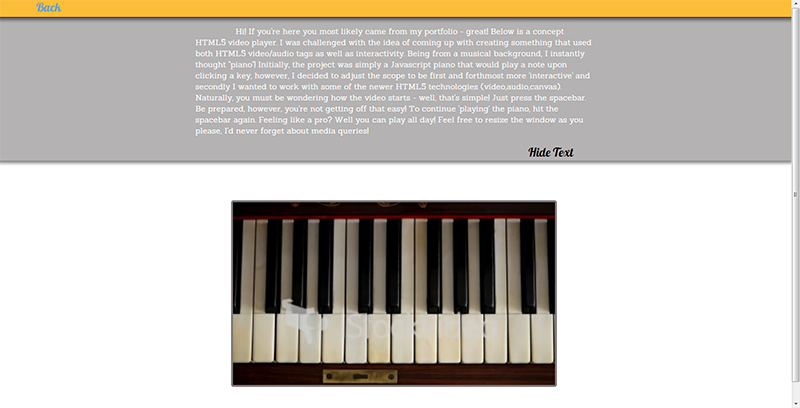 Back
Hi! If you're here you most likely came from my portfolio - great! Below is a concept
HTML5 video player. I was challenged with the idea of coming up with creating something that used
both HTML5 video/audio tags as well as interactivity. Being from a musical background, I instantly
thought "piano"! Initially, the project was simply a Javascript piano that would play a note upon
clicking a key, however, I decided to adjust the scope to be first and forthmost more 'interactive' and
secondly I wanted to work with some of the newer HTML5 technologies (video,audio,canvas).
Naturally, you must be wondering how the video starts - well, that's simple! Just press the spacebar.
Be prepared, however, you're not getting off that easy! To continue 'playing' the piano, hit the
spacebar again. Feeling like a pro? Well you can play all day! Feel free to resize the window as you
please, I'd never forget about media queries!
Hide Text